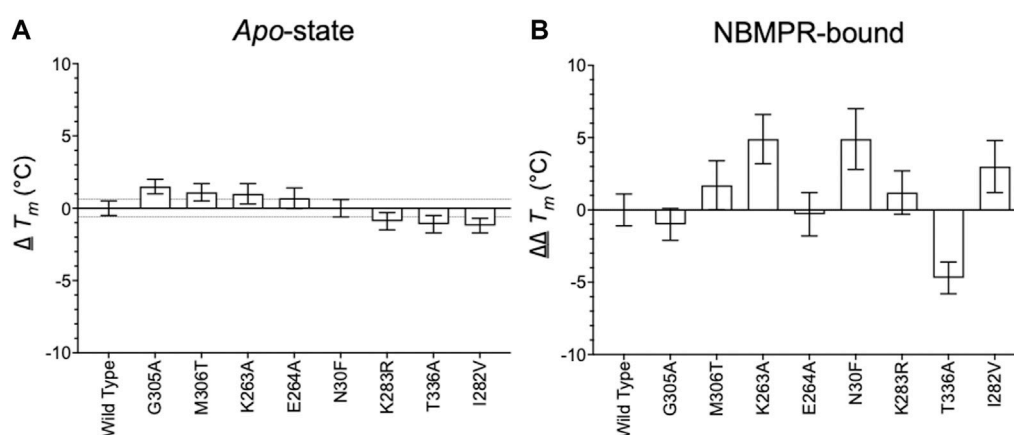 A
Apo-state
Δ Tm (°C)
10
5
0
-5
-10
Wild Type
G305A
M306T
K263A
E264A
N30F
K283R
T336A
I282V
B
NBMPR-bound
ΔΔ Tm (°C)
10
5
0
-5
-10
Wild Type
G305A
M306T
K263A
E264A
N30F
K283R
T336A
I282V